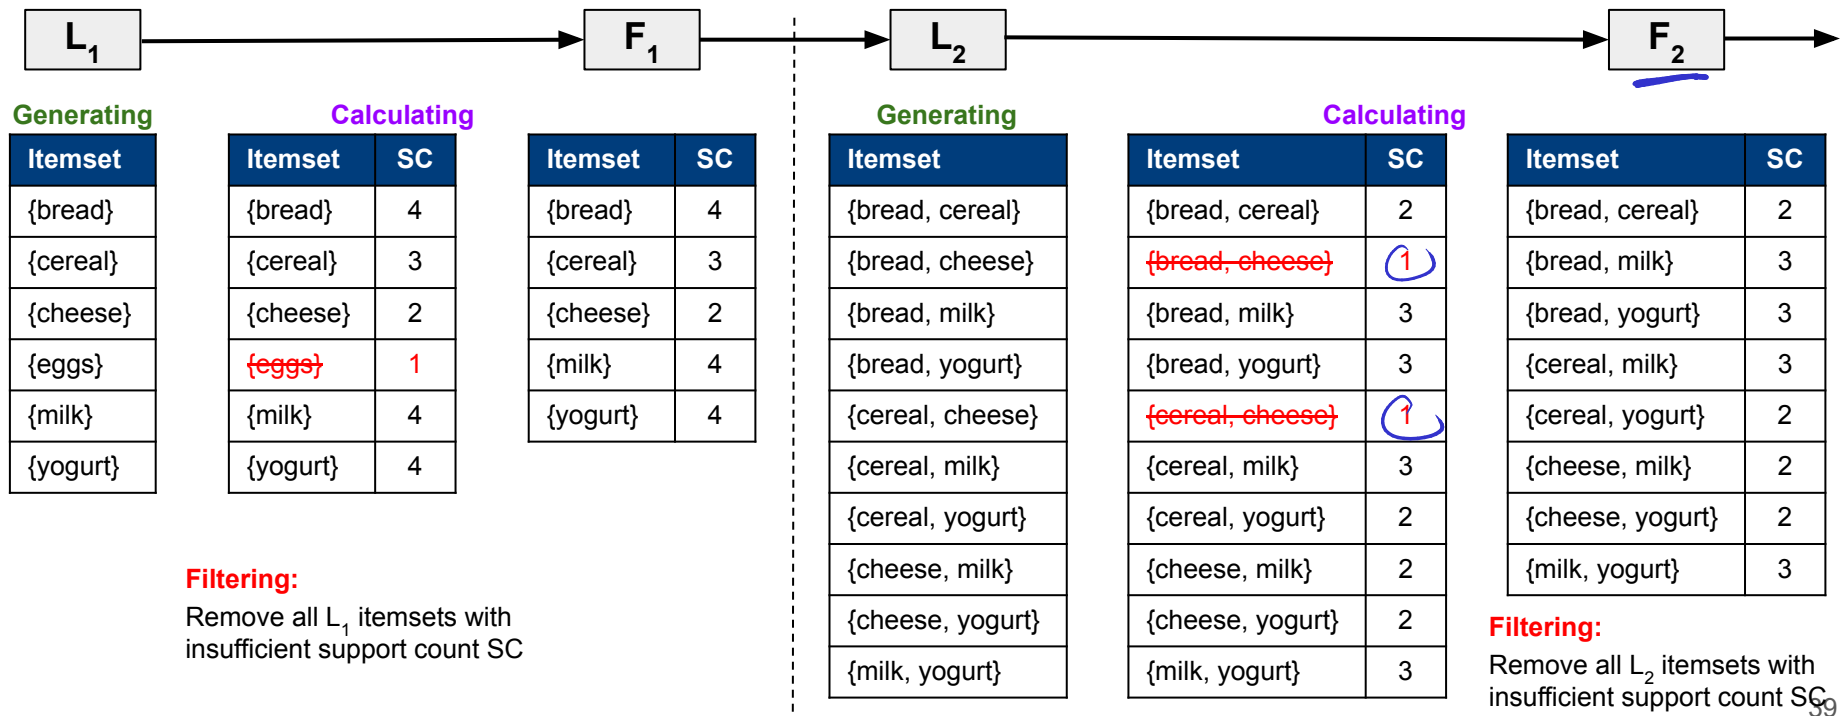 L1 F1 L2 F2
Generating Calculating Generating Calculating
Itemset
{bread}
{cereal}
{cheese}
{eggs}
{milk}
{yogurt}
Itemset SC
{bread} 4
{cereal} 3
{cheese} 2
{eggs} 1
{milk} 4
{yogurt} 4
Itemset SC
{bread} 4
{cereal} 3
{cheese} 2
{milk} 4
{yogurt} 4
Filtering:
Remove all L1 itemsets with
insufficient support count SC
Itemset
{bread, cereal}
{bread, cheese}
{bread, milk}
{bread, yogurt}
{cereal, cheese}
{cereal, milk}
{cereal, yogurt}
{cheese, milk}
{cheese, yogurt}
{milk, yogurt}
Itemset SC
{bread, cereal} 2
{bread, cheese} 1
{bread, milk} 3
{bread, yogurt} 3
{cereal, cheese} 1
{cereal, milk} 3
{cereal, yogurt} 2
{cheese, milk} 2
{cheese, yogurt} 2
{milk, yogurt} 3
Itemset SC
{bread, cereal} 2
{bread, milk} 3
{bread, yogurt} 3
{cereal, milk} 3
{cereal, yogurt} 2
{cheese, milk} 2
{cheese, yogurt} 2
{milk, yogurt} 3
Filtering:
Remove all L2 itemsets with
insufficient support count SC
39